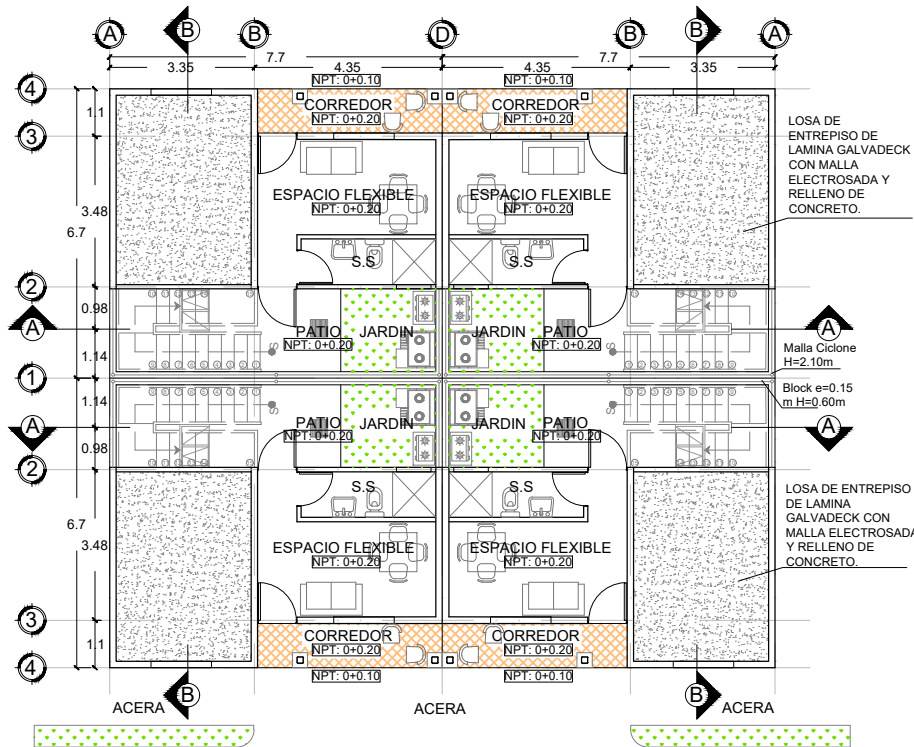 A B B D B B A
7.7 7.7
3.35 4.35 4.35 3.35
NPT: 0+0.10 NPT: 0+0.10
4
CORREDOR CORREDOR
NPT: 0+0.20 NPT: 0+0.20
1.1
3
LOSA DE
ENTREPISO DE
LAMINA GALVADECK
CON MALLA
ELECTROSADA Y
RELLENO DE
CONCRETO.
ESPACIO FLEXIBLE ESPACIO FLEXIBLE
NPT: 0+0.20 NPT: 0+0.20
3.48
6.7
S.S S.S
2
0.98
A A
PATIO JARDIN JARDIN PATIO
NPT: 0+0.20 NPT: 0+0.20
S S
1.14
Malla Ciclone
H=2.10m
1
Block e=0.15
m H=0.60m
1.14
S S
PATIO JARDIN JARDIN PATIO
NPT: 0+0.20 NPT: 0+0.20
A A
0.98
2
S.S S.S
LOSA DE ENTREPISO
DE LAMINA
GALVADECK CON
MALLA ELECTROSADA
Y RELLENO DE
CONCRETO.
6.7
3.48
ESPACIO FLEXIBLE ESPACIO FLEXIBLE
NPT: 0+0.20 NPT: 0+0.20
3
CORREDOR CORREDOR
NPT: 0+0.20 NPT: 0+0.20
1.1
4
NPT: 0+0.10 NPT: 0+0.10
B B
ACERA ACERA ACERA